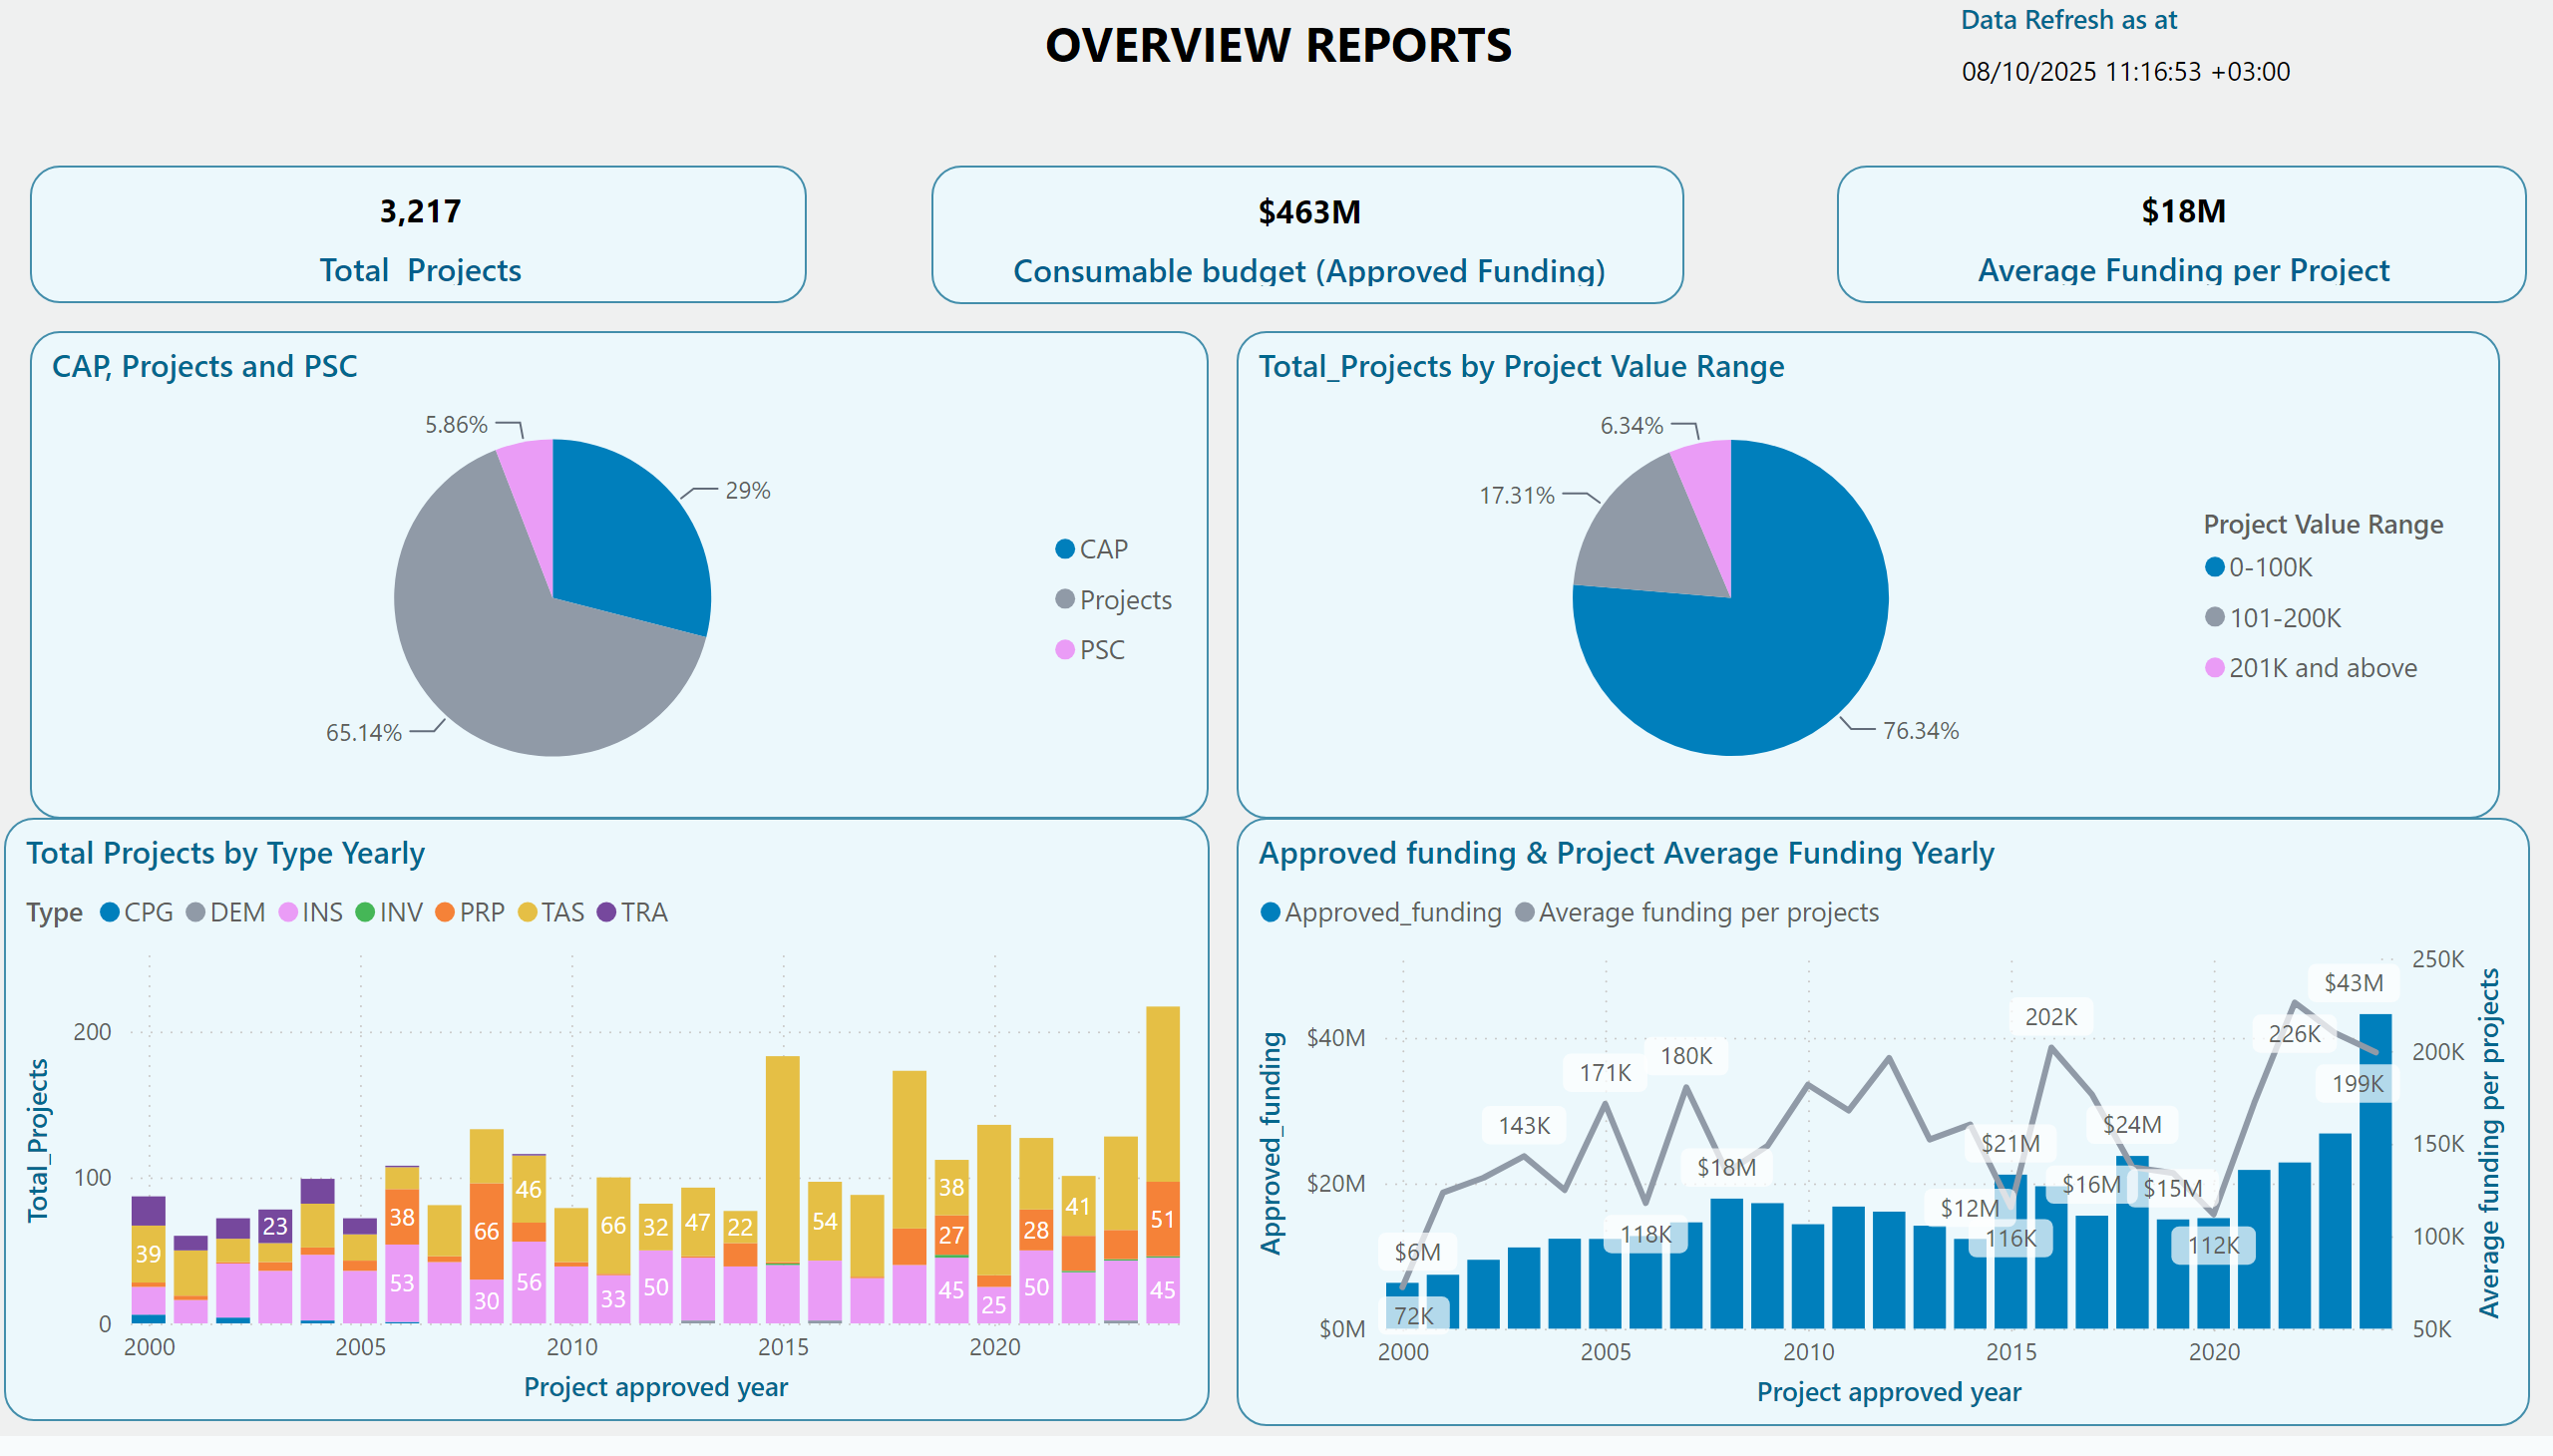 OVERVIEW REPORTS
Data Refresh as at
08/10/2025 11:16:53 +03:00
3,217
Total Projects
$463M
Consumable budget (Approved Funding)
$18M
Average Funding per Project
CAP, Projects and PSC
5.86%
29%
65.14%
CAP
Projects
PSC
Total_Projects by Project Value Range
6.34%
17.31%
76.34%
Project Value Range
0-100K
101-200K
201K and above
Total Projects by Type Yearly
Type CPG DEM INS INV PRP TAS TRA
Total_Projects
200
100
0
39
23
38
53
66
30
46
56
66
33
32
50
47
22
54
38
27
45
25
28
50
41
51
45
2000 2005 2010 2015 2020
Project approved year
Approved funding & Project Average Funding Yearly
Approved_funding Average funding per projects
Approved_funding
$40M
$20M
$0M
$6M
72K
143K
171K
118K
180K
$18M
$12M
$21M
116K
202K
$16M
$24M
$15M
112K
226K
$43M
199K
250K
200K
150K
100K
50K
Average funding per projects
2000 2005 2010 2015 2020
Project approved year